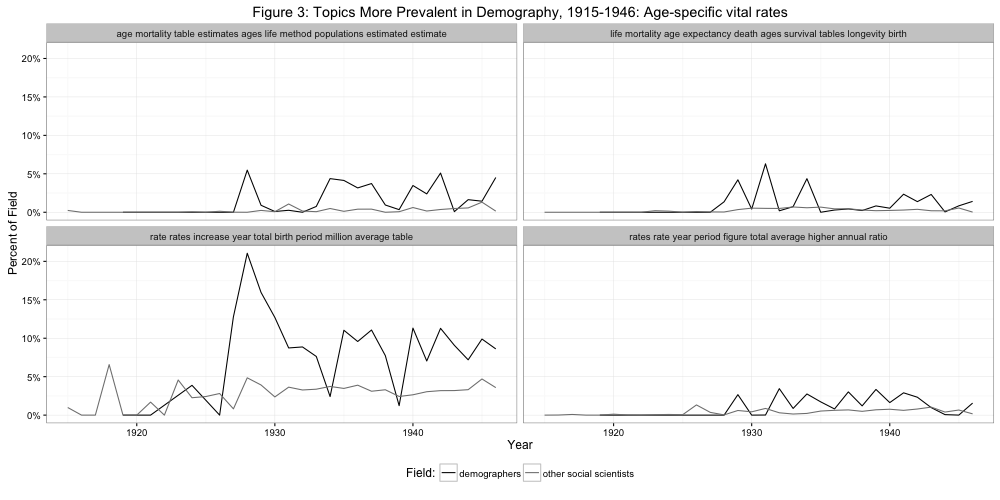 Figure 3: Topics More Prevalent in Demography, 1915-1946: Age-specific vital rates
age mortality table estimates ages life method populations estimated estimate
life mortality age expectancy death ages survival tables longevity birth
20%
15%
10%
5%
0%
rate rates increase year total birth period million average table
rates rate year period figure total average higher annual ratio
20%
15%
10%
5%
0%
Percent of Field
1920 1930 1940
1920 1930 1940
Year
Field: demographers other social scientists